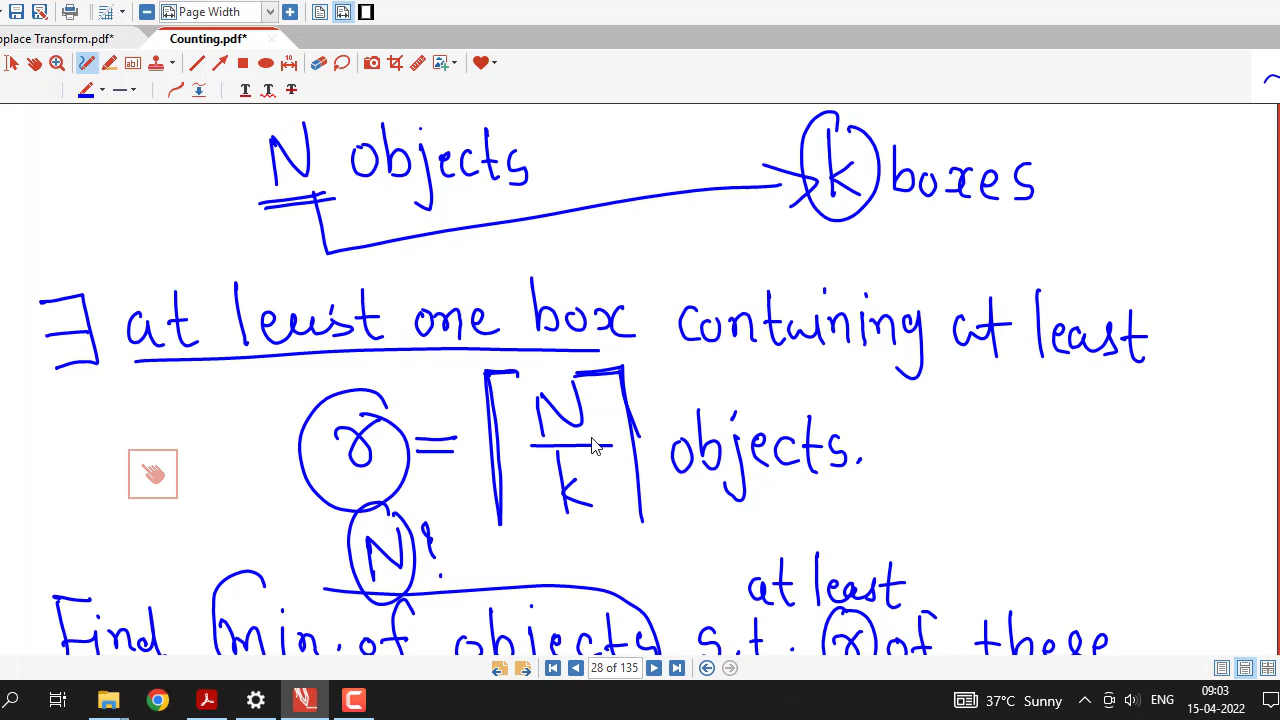 Page Width
pplace Transform.pdf*
Counting.pdf*
N objects
k boxes
∃ at least one box containing at least
r = ⌈N/k⌉ objects.
N?
at least
Find min. of objects s.t. r of these
28 of 135
37°C Sunny
ENG
09:03
15-04-2022